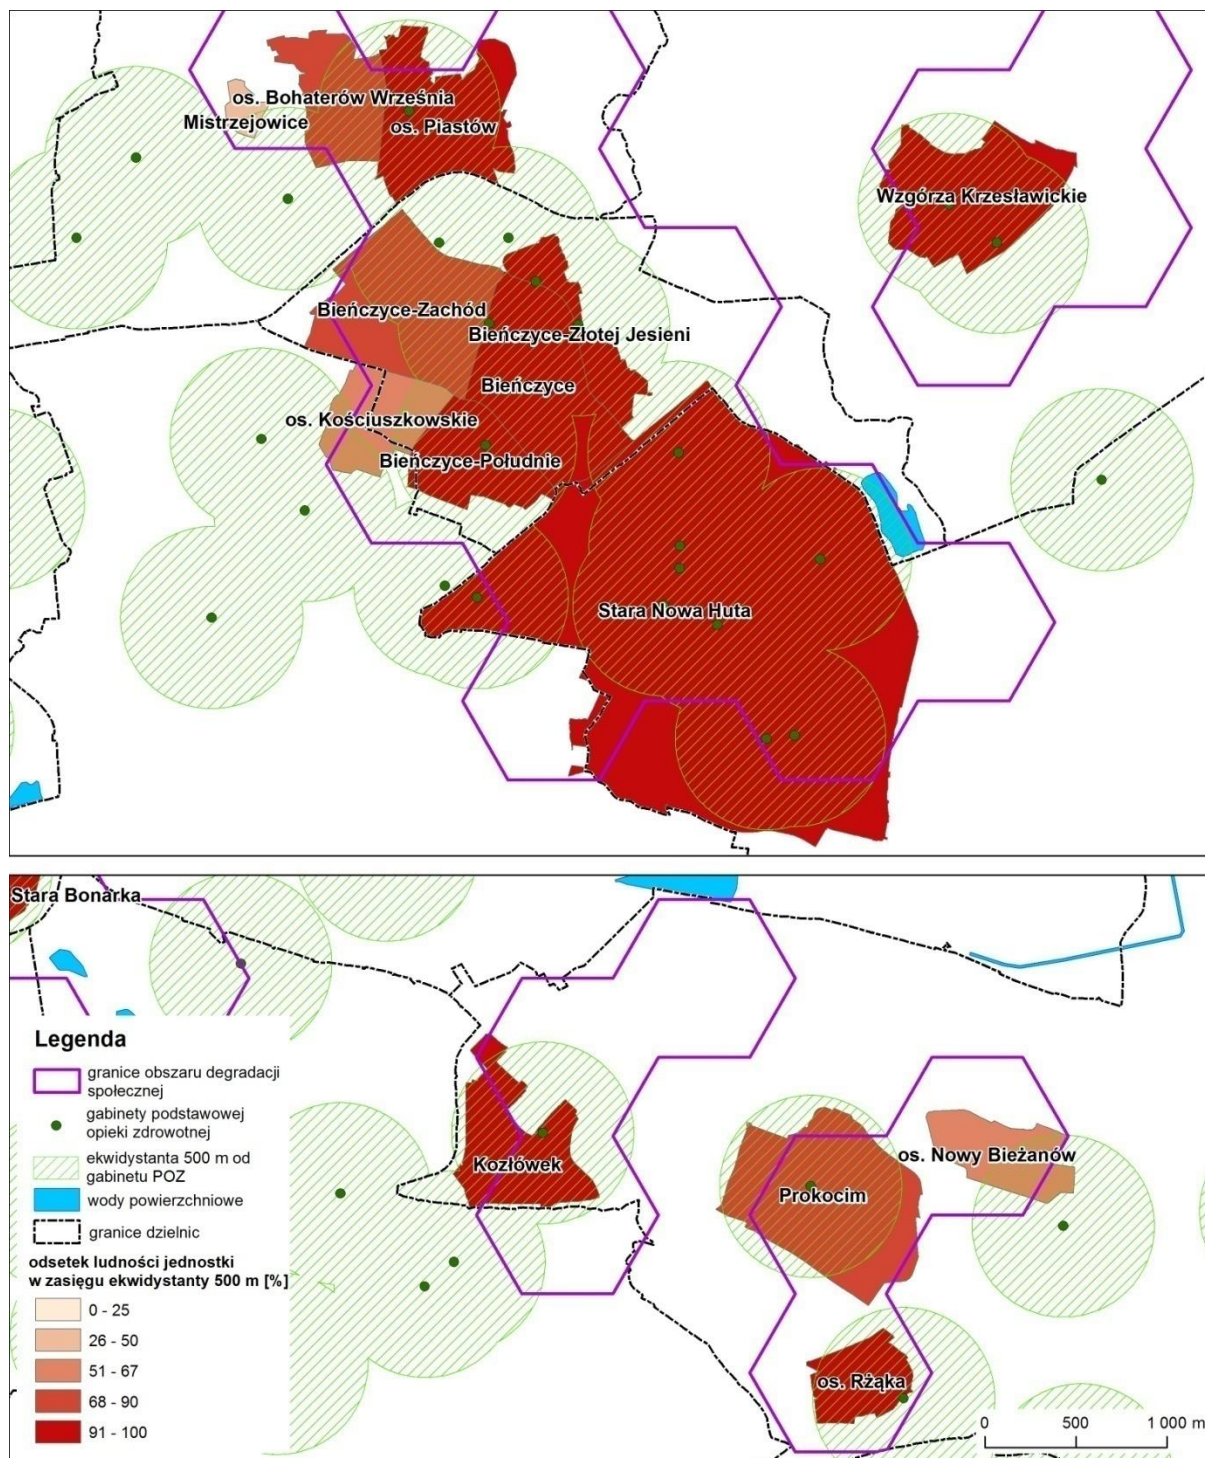 os. Bohaterów Września
Mistrzejowice
os. Piastów
Wzgórza Krzesławickie
Bieńczyce-Zachód
Bieńczyce-Złotej Jesieni
Bieńczyce
os. Kościuszkowskie
Bieńczyce-Południe
Stara Nowa Huta
Stara Bonarka
Kozłówek
os. Nowy Bieżanów
Prokocim
os. Rżąka
Legenda
granice obszaru degradacji
społecznej
gabinety podstawowej
opieki zdrowotnej
ekwidystanta 500 m od
gabinetu POZ
wody powierzchniowe
granice dzielnic
odsetek ludności jednostki
w zasięgu ekwidystanty 500 m [%]
0 - 25
26 - 50
51 - 67
68 - 90
91 - 100
0 500 1 000 m